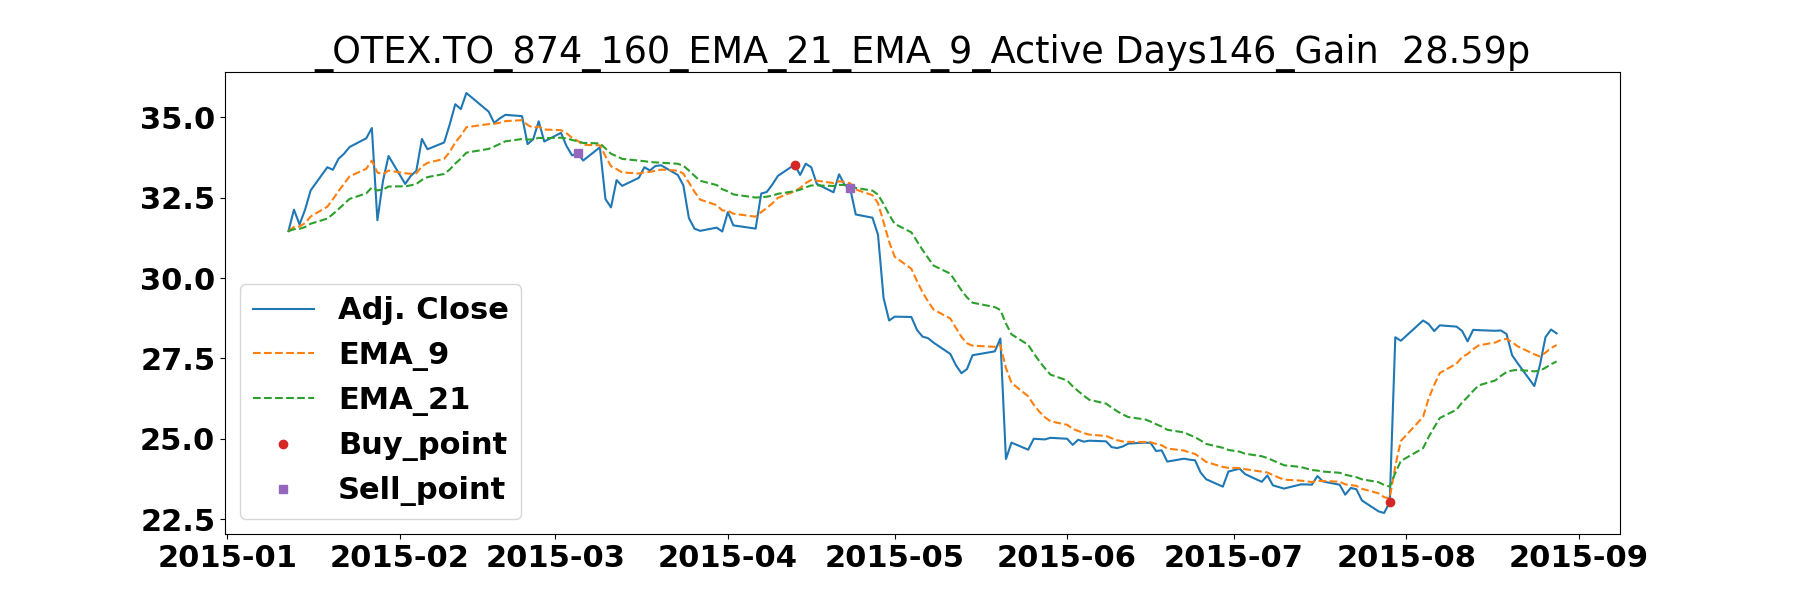 _OTEX.TO_874_160_EMA_21_EMA_9_Active Days146_Gain  28.59p
35.0
32.5
30.0
27.5
25.0
22.5
Adj. Close
EMA_9
EMA_21
Buy_point
Sell_point
2015-01 2015-02 2015-03 2015-04 2015-05 2015-06 2015-07 2015-08 2015-09